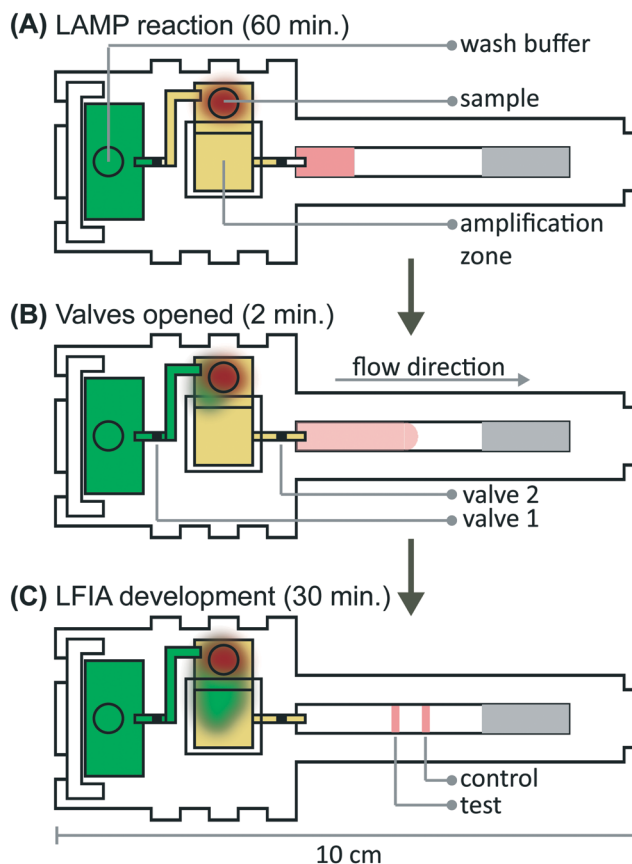 (A) LAMP reaction (60 min.)
wash buffer
sample
amplification
zone
(B) Valves opened (2 min.)
flow direction
valve 2
valve 1
(C) LFIA development (30 min.)
control
test
10 cm